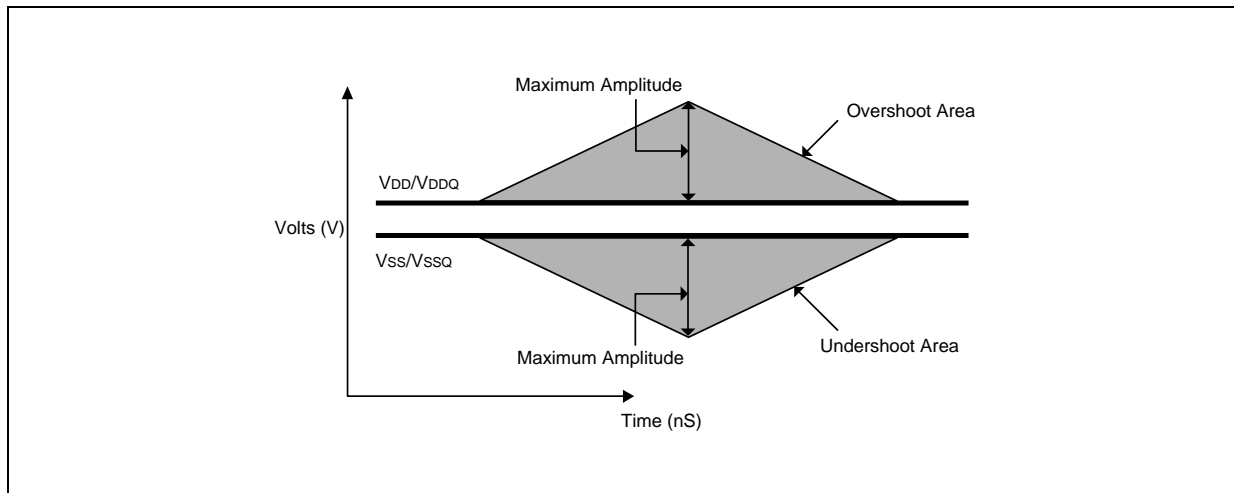 Maximum Amplitude
Overshoot Area
VDD/VDDQ
Volts (V)
VSS/VSSQ
Undershoot Area
Maximum Amplitude
Time (nS)